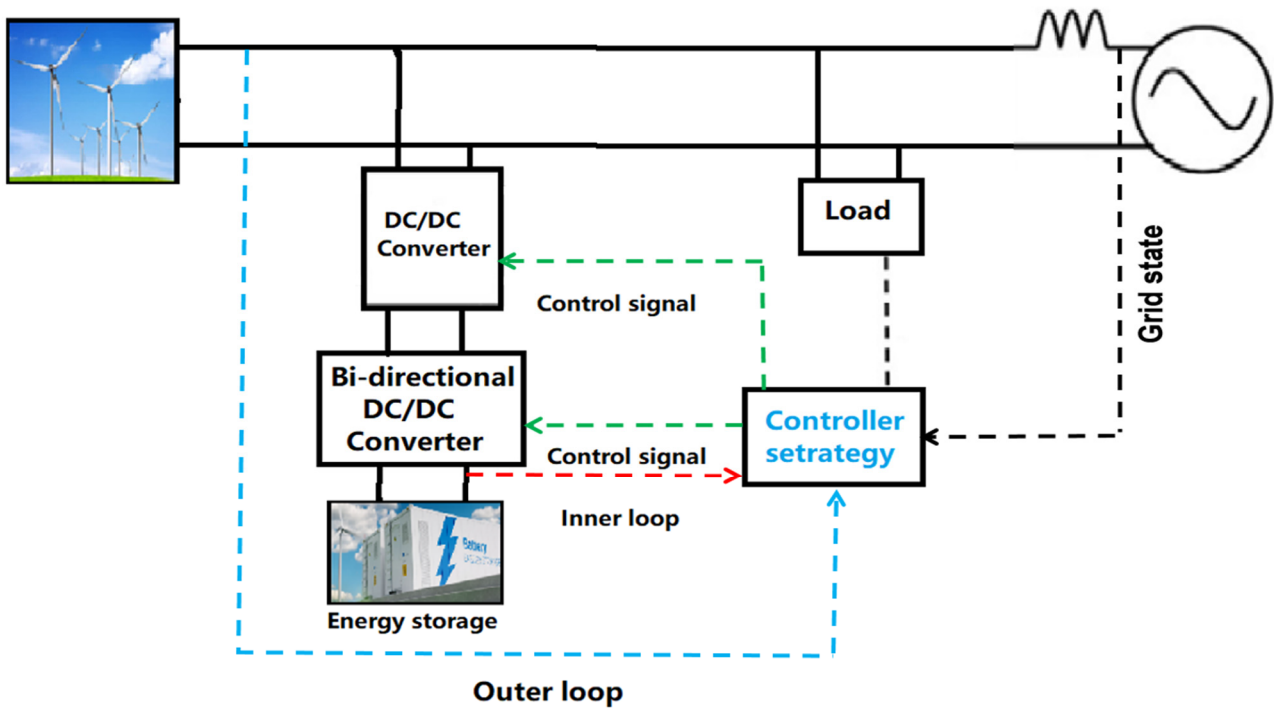 DC/DC
Converter
Load
Grid state
Control signal
Bi-directional
DC/DC
Converter
Controller
setrategy
Control signal
Inner loop
Battery
Energy storage
Outer loop